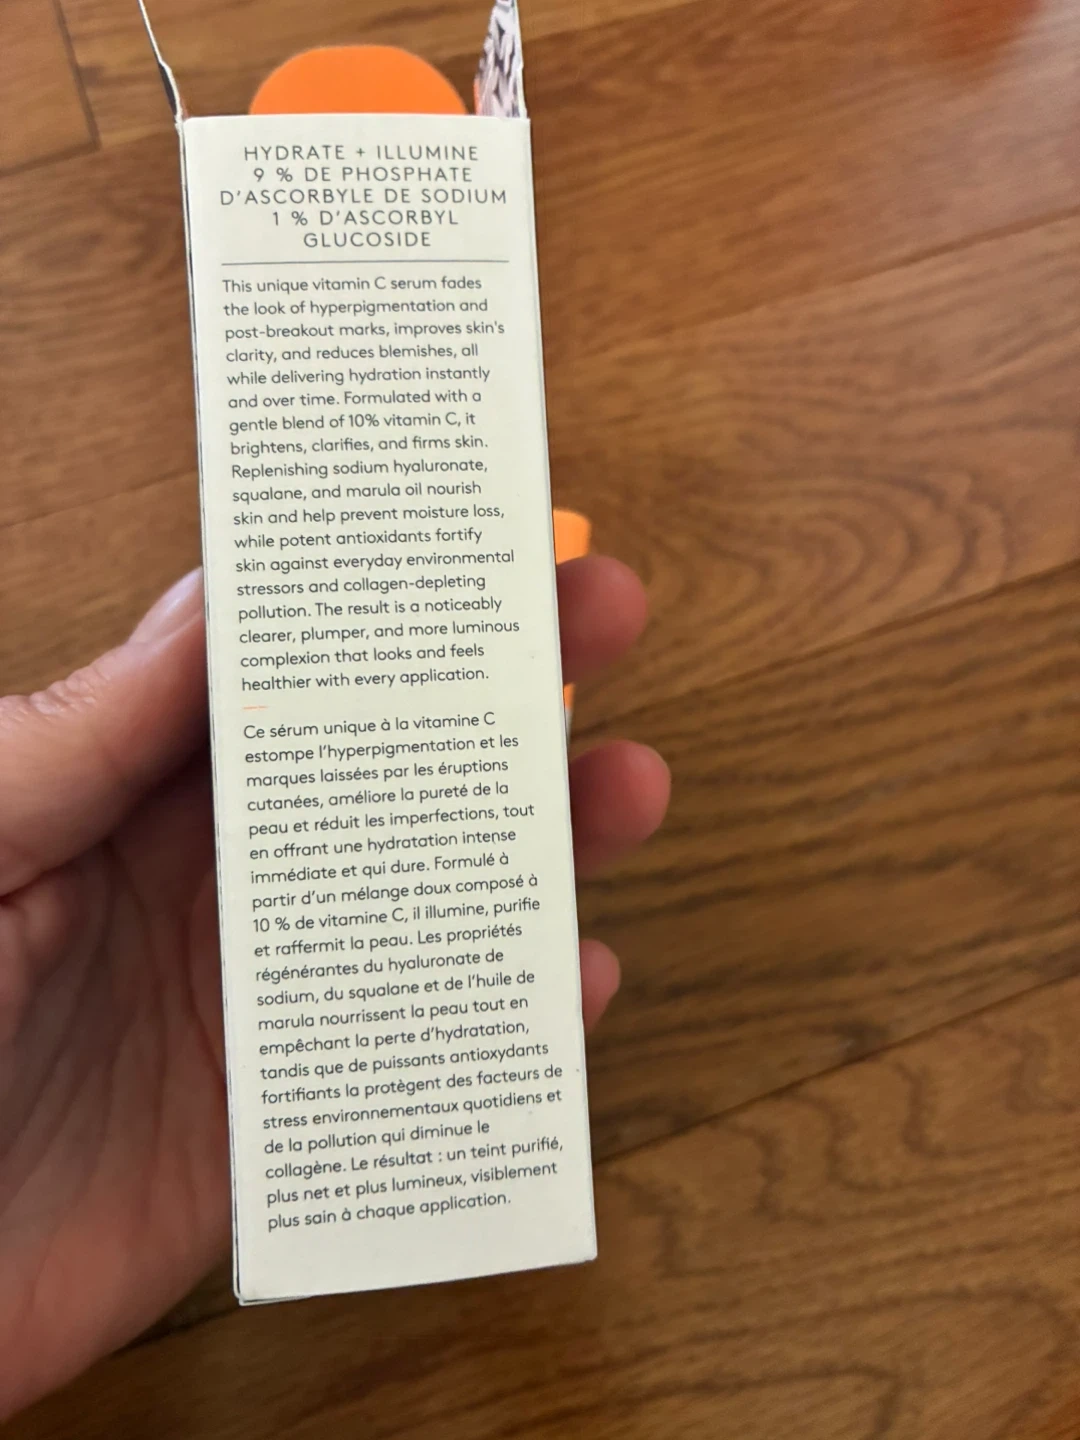 HYDRATE + ILLUMINE
9 % DE PHOSPHATE
D'ASCORBYLE DE SODIUM
1 % D'ASCORBYL
GLUCOSIDE
This unique vitamin C serum fades
the look of hyperpigmentation and
post-breakout marks, improves skin's
clarity, and reduces blemishes, all
while delivering hydration instantly
and over time. Formulated with a
gentle blend of 10% vitamin C, it
brightens, clarifies, and firms skin.
Replenishing sodium hyaluronate,
squalane, and marula oil nourish
skin and help prevent moisture loss,
while potent antioxidants fortify
skin against everyday environmental
stressors and collagen-depleting
pollution. The result is a noticeably
clearer, plumper, and more luminous
complexion that looks and feels
healthier with every application.
Ce sérum unique à la vitamine C
estompe l'hyperpigmentation et les
marques laissées par les éruptions
cutanées, améliore la pureté de la
peau et réduit les imperfections, tout
en offrant une hydratation intense
immédiate et qui dure. Formulé à
partir d'un mélange doux composé à
10 % de vitamine C, il illumine, purifie
et raffermit la peau. Les propriétés
régénérantes du hyaluronate de
sodium, du squalane et de l'huile de
marula nourrissent la peau tout en
empêchant la perte d'hydratation,
tandis que de puissants antioxydants
fortifiants la protègent des facteurs de
stress environnementaux quotidiens et
de la pollution qui diminue le
collagène. Le résultat : un teint purifié,
plus net et plus lumineux, visiblement
plus sain à chaque application.